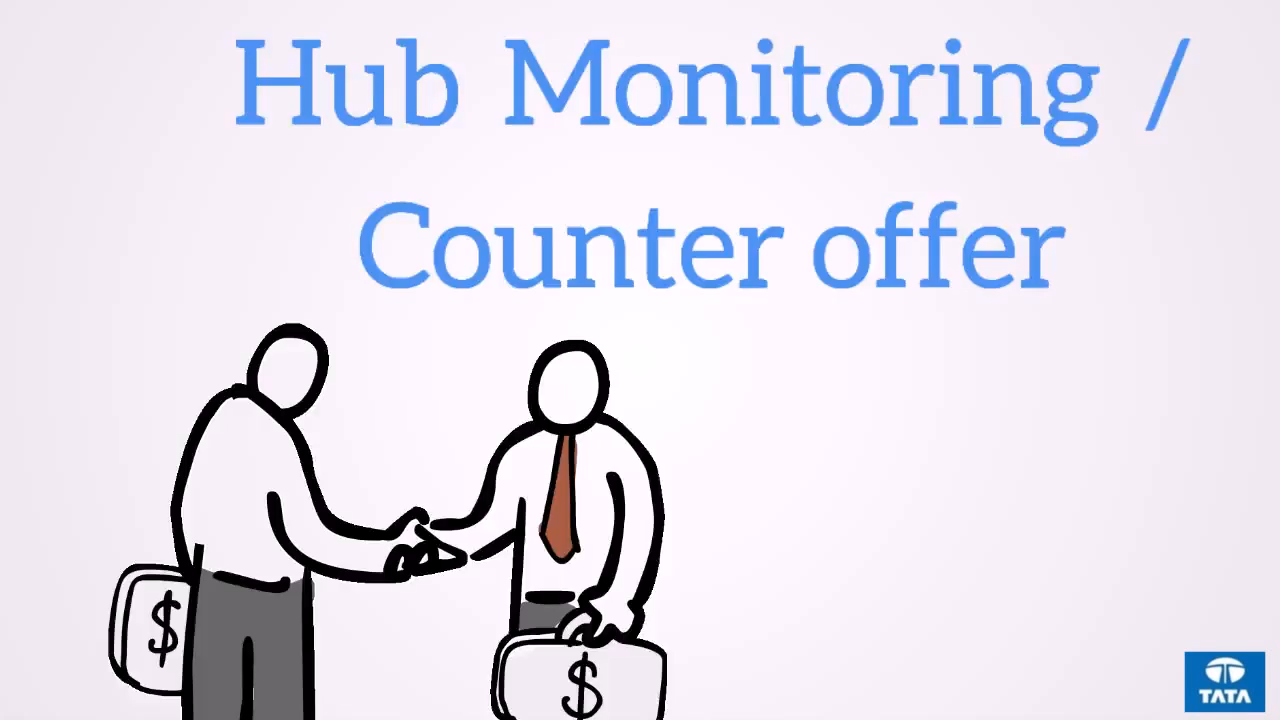 Hub Monitoring /
Counter offer
$
$
TATA